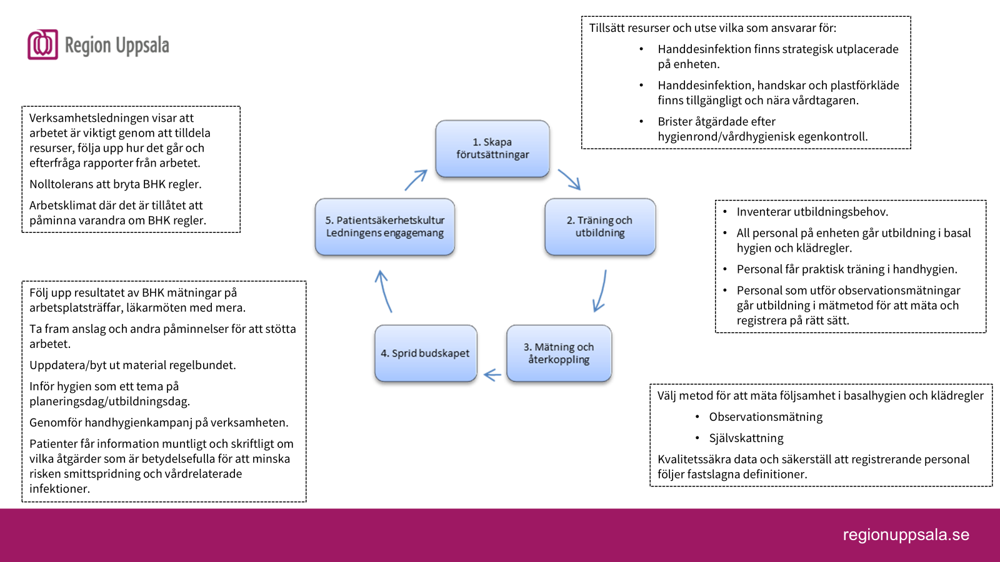 Region Uppsala
Tillsätt resurser och utse vilka som ansvarar för:
• Handdesinfektion finns strategisk utplacerade
på enheten.
• Handdesinfektion, handskar och plastförkläde
finns tillgängligt och nära vårdtagaren.
• Brister åtgärdade efter
hygienrond/vårdhygienisk egenkontroll.
Verksamhetsledningen visar att
arbetet är viktigt genom att tilldela
resurser, följa upp hur det går och
efterfråga rapporter från arbetet.
Nolltolerans att bryta BHK regler.
Arbetsklimat där det är tillåtet att
påminna varandra om BHK regler.
1. Skapa
förutsättningar
5. Patientsäkerhetskultur
Ledningens engagemang
2. Träning och
utbildning
• Inventerar utbildningsbehov.
• All personal på enheten går utbildning i basal
hygien och klädregler.
• Personal får praktisk träning i handhygien.
• Personal som utför observationsmätningar
går utbildning i mätmetod för att mäta och
registrera på rätt sätt.
Följ upp resultatet av BHK mätningar på
arbetsplatsträffar, läkarmöten med mera.
Ta fram anslag och andra påminnelser för att stötta
arbetet.
Uppdatera/byt ut material regelbundet.
Inför hygien som ett tema på
planeringsdag/utbildningsdag.
Genomför handhygienkampanj på verksamheten.
Patienter får information muntligt och skriftligt om
vilka åtgärder som är betydelsefulla för att minska
risken smittspridning och vårdrelaterade
infektioner.
4. Sprid budskapet
3. Mätning och
återkoppling
Välj metod för att mäta följsamhet i basalhygien och klädregler
• Observationsmätning
• Självskattning
Kvalitetssäkra data och säkerställ att registrerande personal
följer fastslagna definitioner.
regionuppsala.se